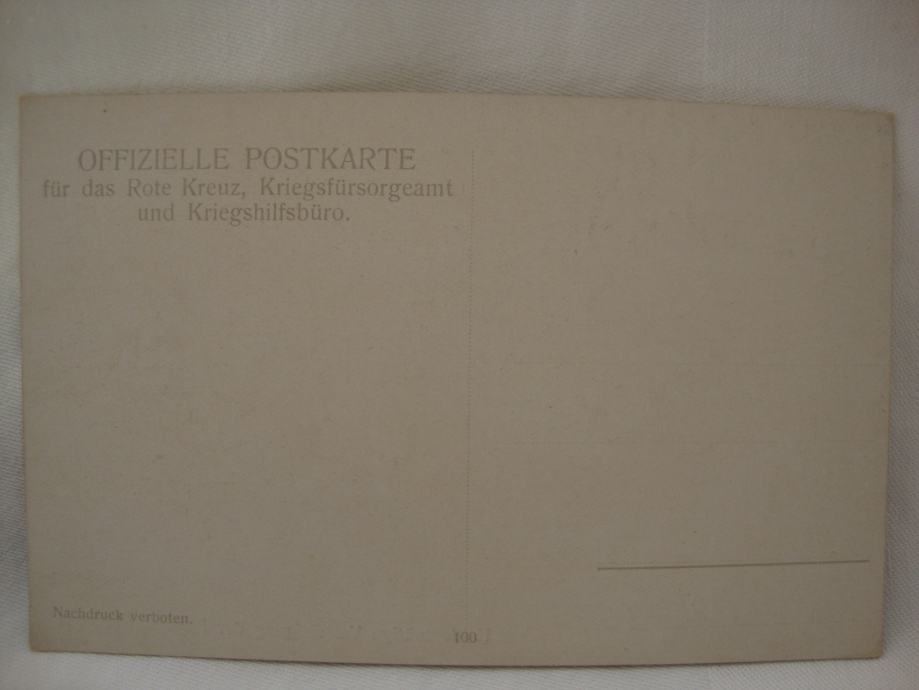 OFFIZIELLE POSTKARTE
für das Rote Kreuz, Kriegsfürsorgeamt
und Kriegshilfsbüro.
Nachdruck verboten.
100